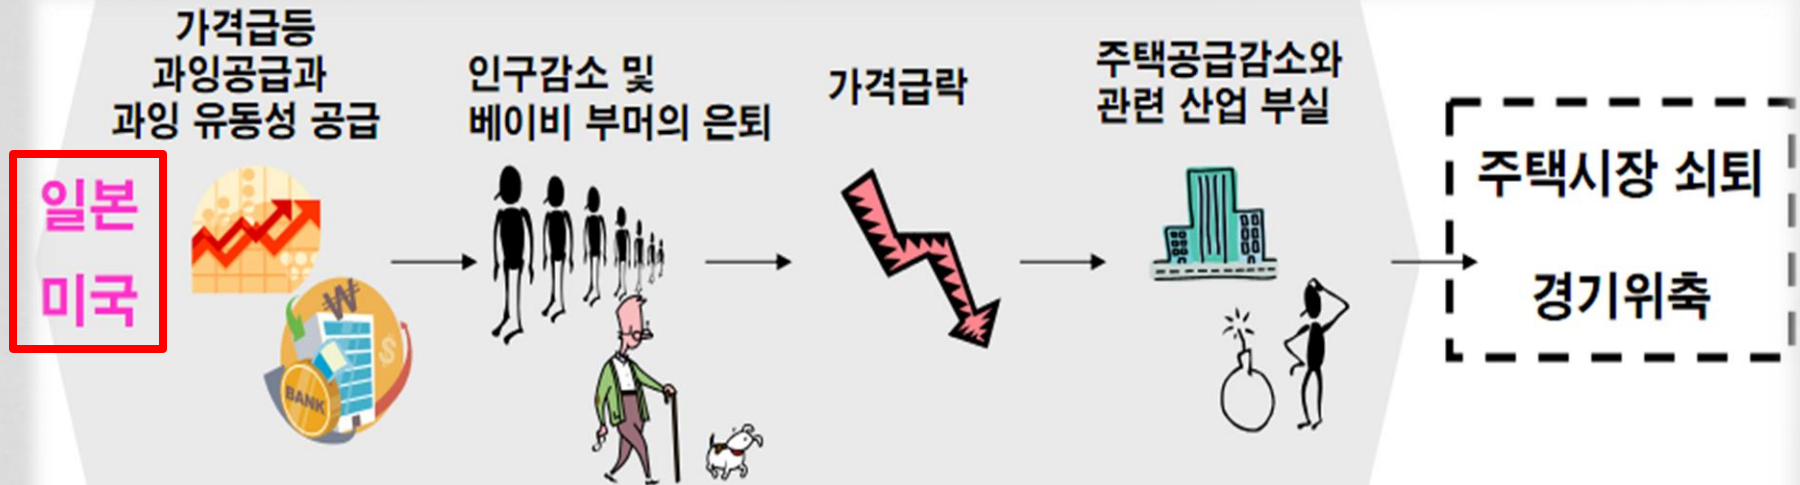 일본
미국
가격급등
과잉공급과
과잉 유동성 공급
₩
$
BANK
인구감소 및
베이비 부머의 은퇴
가격급락
주택공급감소와
관련 산업 부실
주택시장 쇠퇴
경기위축